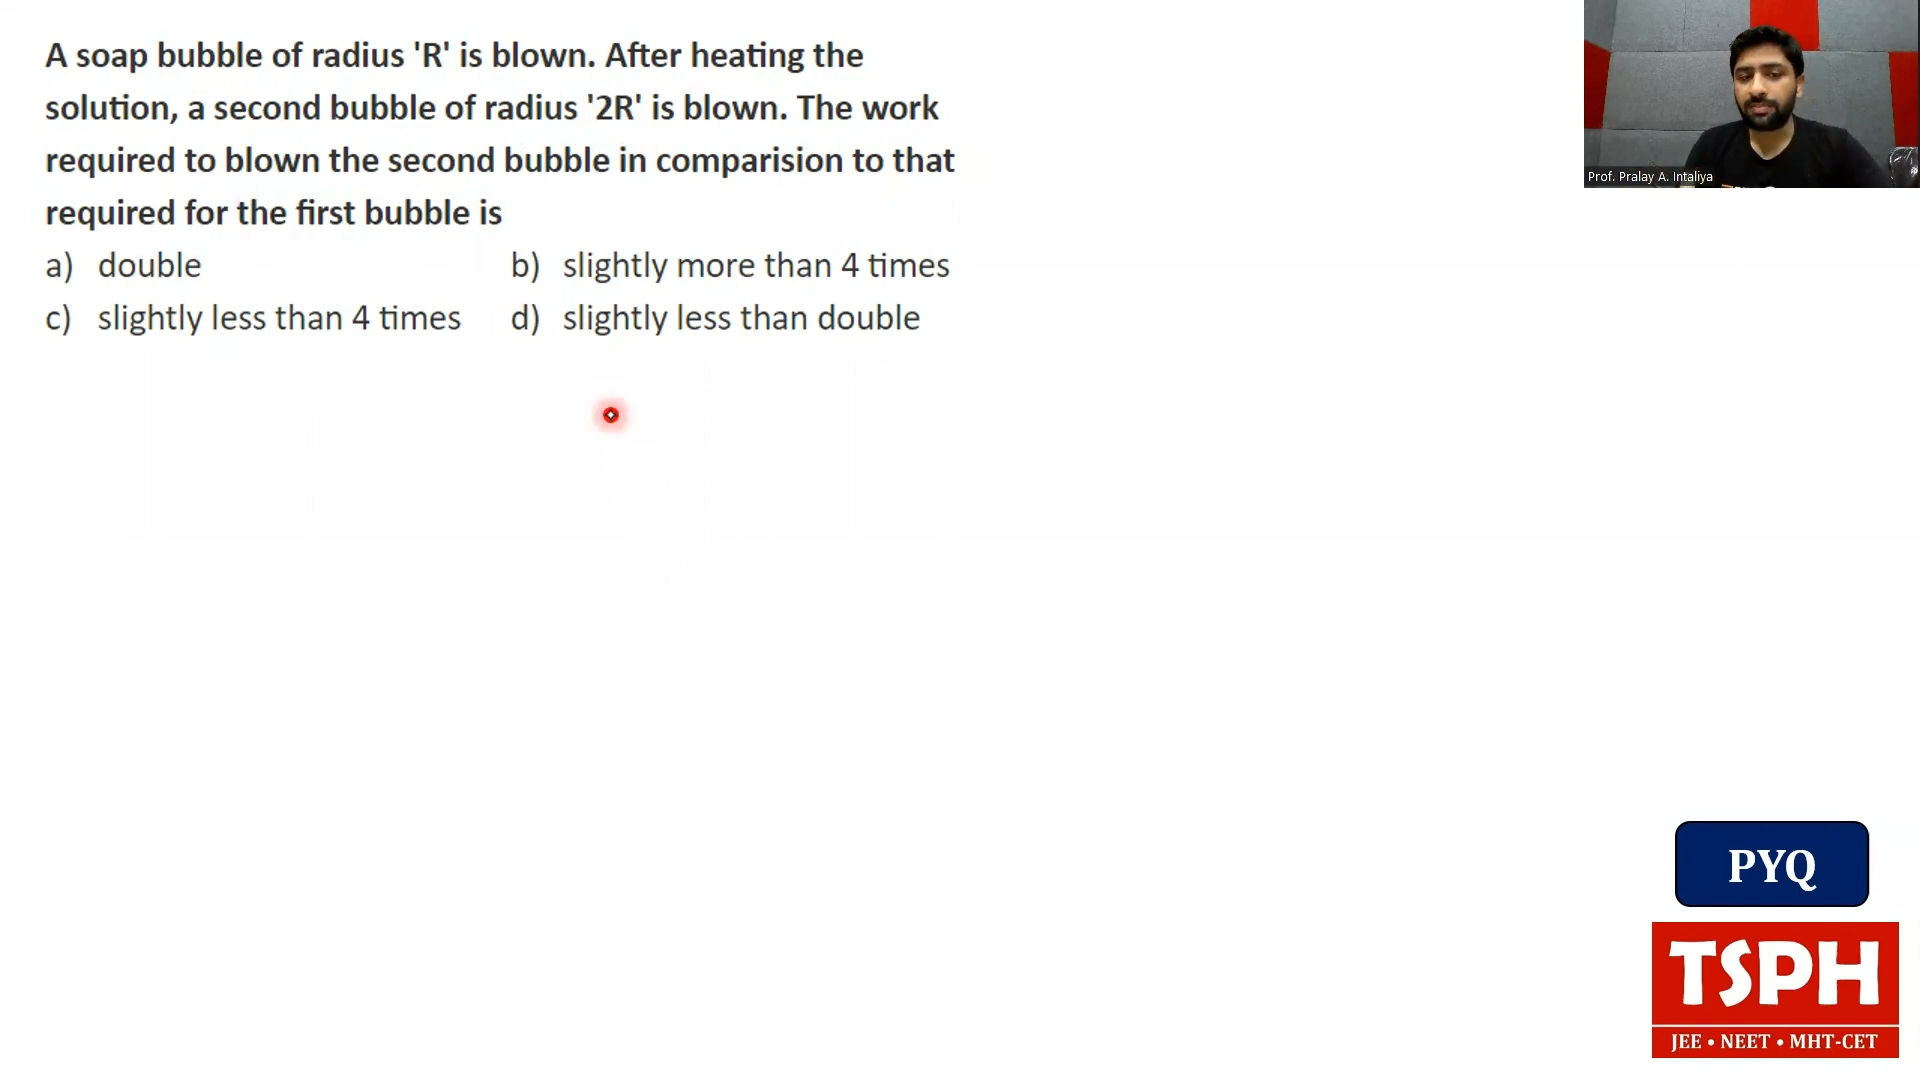 A soap bubble of radius 'R' is blown. After heating the
solution, a second bubble of radius '2R' is blown. The work
required to blown the second bubble in comparision to that
required for the first bubble is
a) double b) slightly more than 4 times
c) slightly less than 4 times d) slightly less than double
Prof. Pralay A. Intaliya
PYQ
TSPH
JEE • NEET • MHT-CET